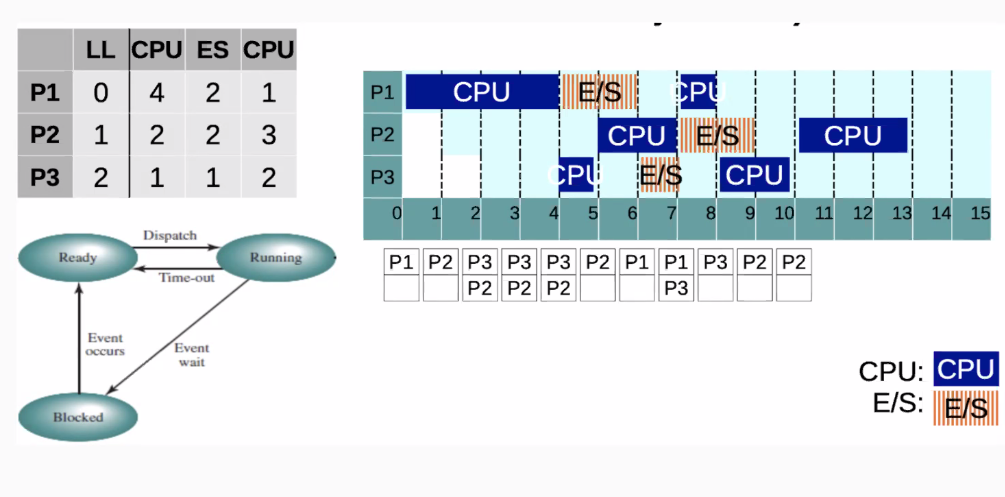 LL CPU ES CPU
P1 0 4 2 1
P2 1 2 2 3
P3 2 1 1 2
P1 CPU E/S CPU
P2 CPU E/S CPU
P3 CPU E/S CPU
0 1 2 3 4 5 6 7 8 9 10 11 12 13 14 15
P1 P2 P3 P3 P3 P2 P1 P1 P3 P2 P2
P2 P2 P2 P3
Dispatch
Ready Running
Time-out
Event
occurs
Event
wait
Blocked
CPU: CPU
E/S: E/S